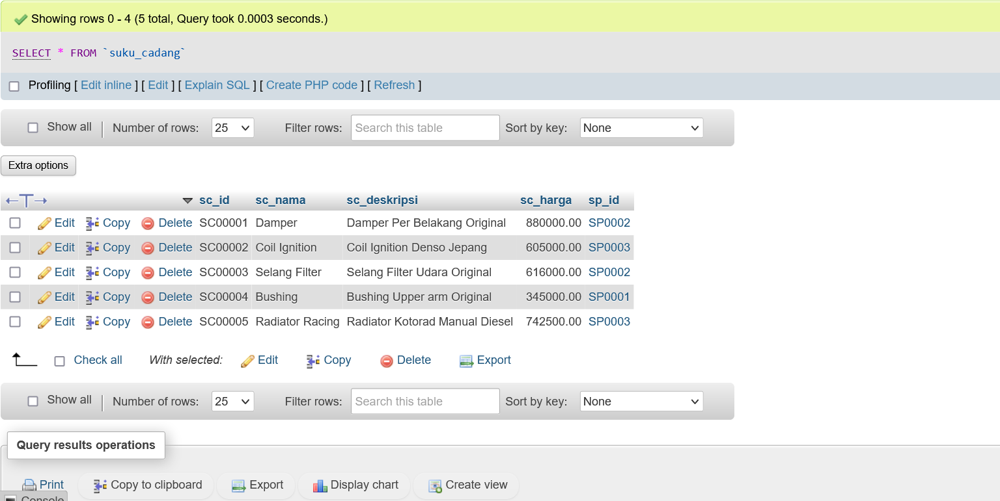 Showing rows 0 - 4 (5 total, Query took 0.0003 seconds.)
SELECT * FROM `suku_cadang`
Profiling [ Edit inline ] [ Edit ] [ Explain SQL ] [ Create PHP code ] [ Refresh ]
Show all | Number of rows: 25 Filter rows: Search this table Sort by key: None
Extra options
←T→ sc_id sc_nama sc_deskripsi sc_harga sp_id
Edit Copy Delete SC00001 Damper Damper Per Belakang Original 880000.00 SP0002
Edit Copy Delete SC00002 Coil Ignition Coil Ignition Denso Jepang 605000.00 SP0003
Edit Copy Delete SC00003 Selang Filter Selang Filter Udara Original 616000.00 SP0002
Edit Copy Delete SC00004 Bushing Bushing Upper arm Original 345000.00 SP0001
Edit Copy Delete SC00005 Radiator Racing Radiator Kotorad Manual Diesel 742500.00 SP0003
Check all With selected: Edit Copy Delete Export
Show all | Number of rows: 25 Filter rows: Search this table Sort by key: None
Query results operations
Print Copy to clipboard Export Display chart Create view
Console